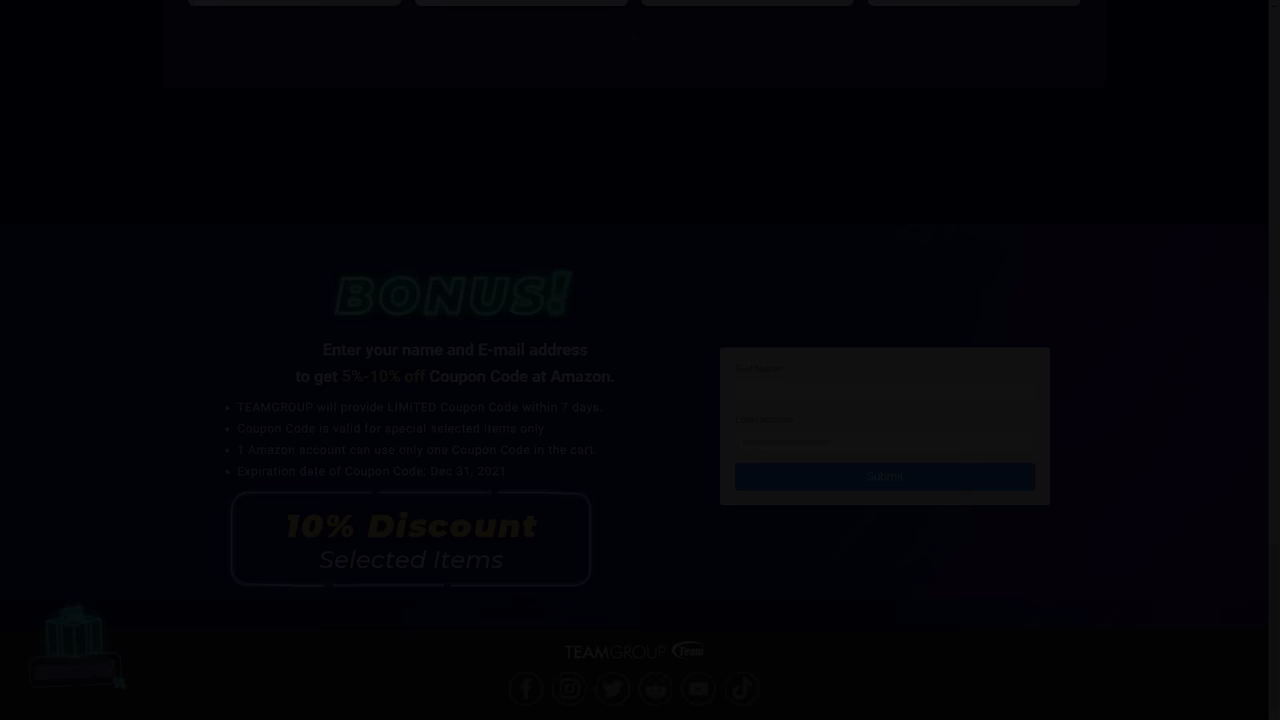 BONUS!
Enter your name and E-mail address
to get 5%-10% off Coupon Code at Amazon.
• TEAMGROUP will provide LIMITED Coupon Code within 7 days.
• Coupon Code is valid for special selected items only
• 1 Amazon account can use only one Coupon Code in the cart.
• Expiration date of Coupon Code: Dec 31, 2021
Submit
10% Discount
Selected Items
TEAMGROUP Team